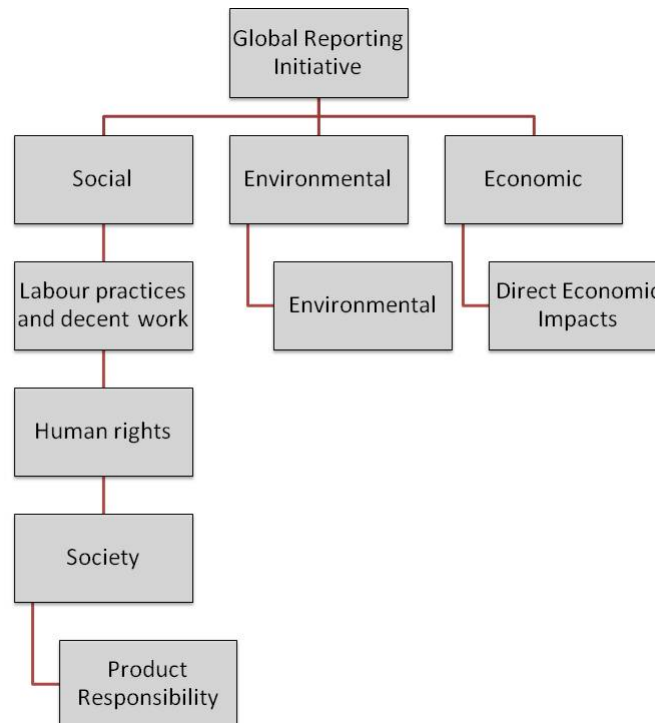 Global Reporting
Initiative
Social
Environmental
Economic
Labour practices
and decent work
Environmental
Direct Economic
Impacts
Human rights
Society
Product
Responsibility